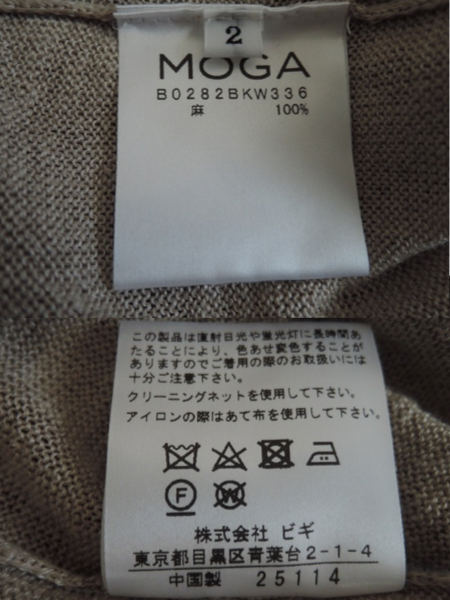 2
MOGA
B0282BKW336
麻 100%
この製品は直射日光や蛍光灯に長時間あ
たることにより、色あせ変色することが
ありますのでご着用の際のお取扱いには
十分ご注意下さい。
クリーニングネットを使用して下さい。
アイロンの際はあて布を使用して下さい。
F
W
株式会社 ビギ
東京都目黒区青葉台2-1-4
中国製 25114